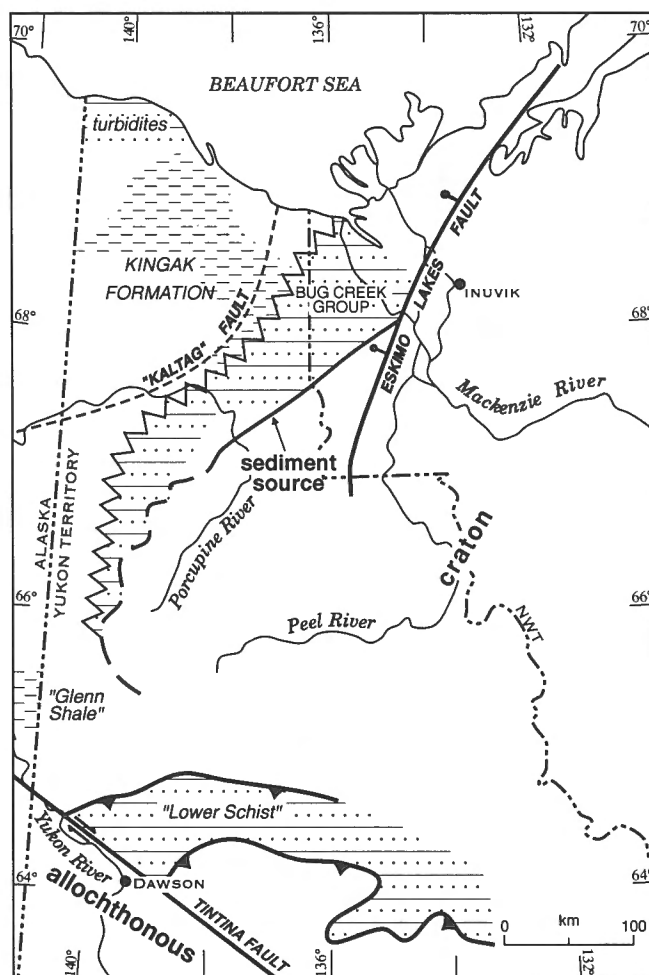 140°
136°
132°
70°
70°
BEAUFORT SEA
turbidites
KINGAK
FORMATION
BUG CREEK
GROUP
"KALTAG" FAULT
ESKIMO LAKES FAULT
INUVIK
68°
68°
Mackenzie River
sediment
source
Porcupine River
craton
ALASKA
YUKON TERRITORY
66°
66°
Peel River
NWT
"Glenn
Shale"
"Lower Schist"
Yukon River
DAWSON
64°
64°
allochthonous
TINTINA FAULT
0 km 100
140°
136°
132°